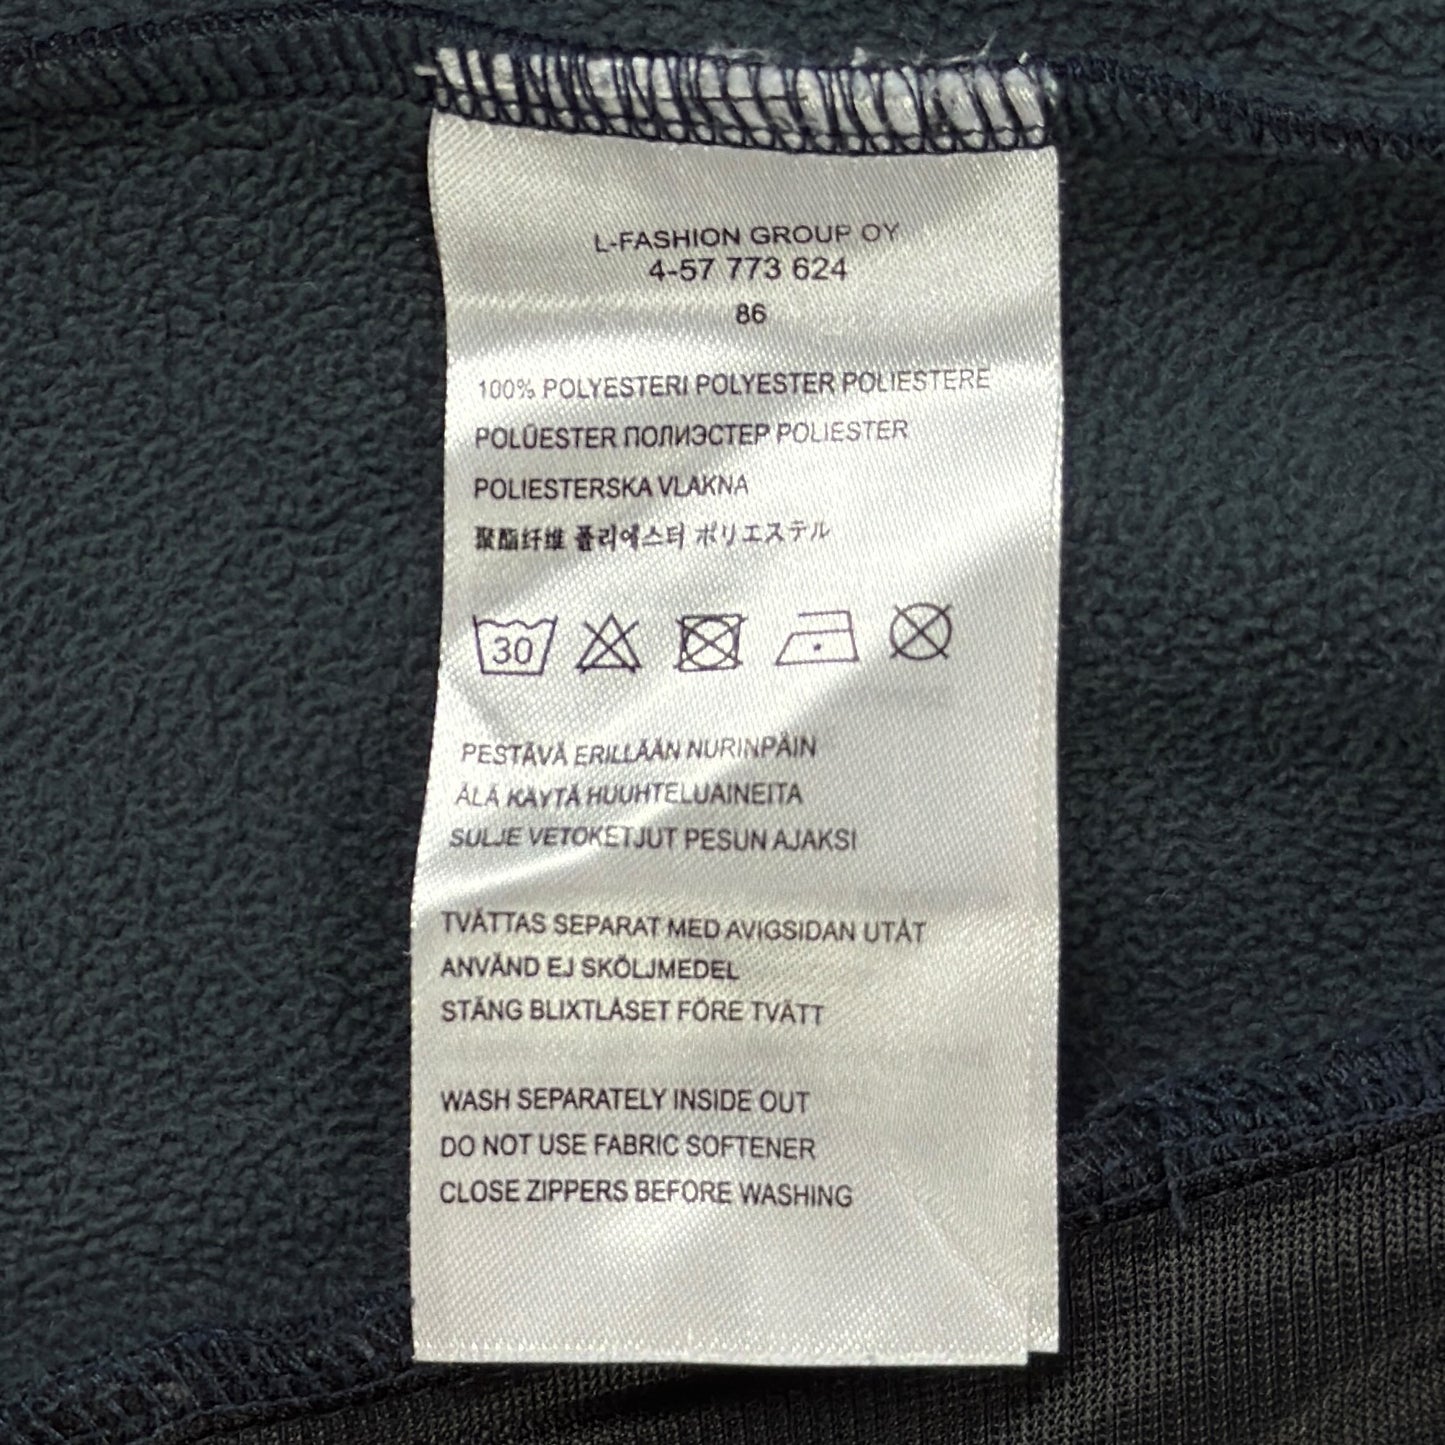 L-FASHION GROUP OY
4-57 773 624
86
100% POLYESTERI POLYESTER POLIESTERE
POLÜESTER ПОЛИЭСТЕР POLIESTER
POLIESTERSKA VLAKNA
聚酯纤维 폴리에스터 ポリエステル
30
PESTÄVÄ ERILLÄÄN NURINPÄIN
ÄLÄ KÄYTÄ HUUHTELUAINEITA
SULJE VETOKETJUT PESUN AJAKSI
TVÄTTAS SEPARAT MED AVIGSIDAN UTÅT
ANVÄND EJ SKÖLJMEDEL
STÄNG BLIXTLÅSET FÖRE TVÄTT
WASH SEPARATELY INSIDE OUT
DO NOT USE FABRIC SOFTENER
CLOSE ZIPPERS BEFORE WASHING